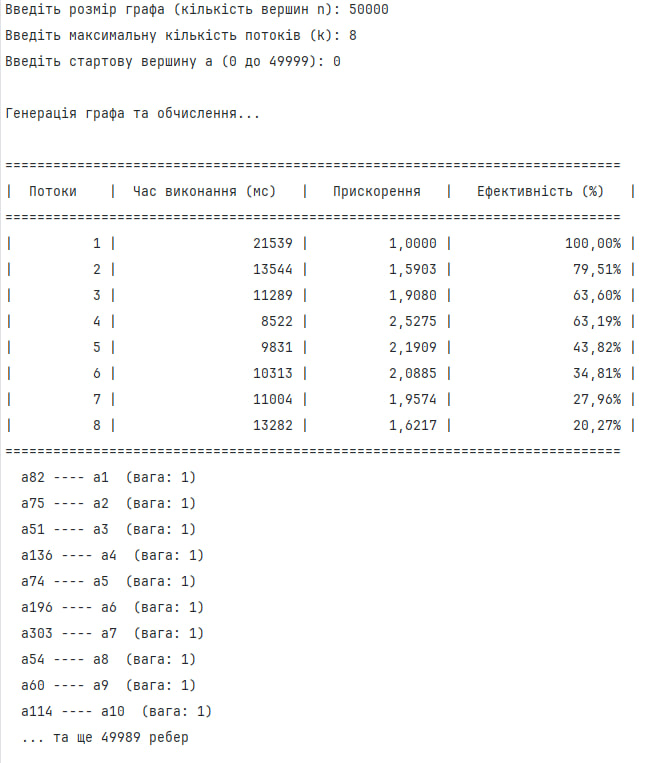 Введіть розмір графа (кількість вершин n): 50000
Введіть максимальну кількість потоків (k): 8
Введіть стартову вершину a (0 до 49999): 0
Генерація графа та обчислення...
=============================================================================
|  Потоки    |  Час виконання (мс)   |   Прискорення   |   Ефективність (%)   |
=============================================================================
|          1 |                 21539 |          1,0000 |              100,00% |
|          2 |                 13544 |          1,5903 |               79,51% |
|          3 |                 11289 |          1,9080 |               63,60% |
|          4 |                  8522 |          2,5275 |               63,19% |
|          5 |                  9831 |          2,1909 |               43,82% |
|          6 |                 10313 |          2,0885 |               34,81% |
|          7 |                 11004 |          1,9574 |               27,96% |
|          8 |                 13282 |          1,6217 |               20,27% |
=============================================================================
  a82 ---- a1  (вага: 1)
  a75 ---- a2  (вага: 1)
  a51 ---- a3  (вага: 1)
  a136 ---- a4  (вага: 1)
  a74 ---- a5  (вага: 1)
  a196 ---- a6  (вага: 1)
  a303 ---- a7  (вага: 1)
  a54 ---- a8  (вага: 1)
  a60 ---- a9  (вага: 1)
  a114 ---- a10  (вага: 1)
  ... та ще 49989 ребер